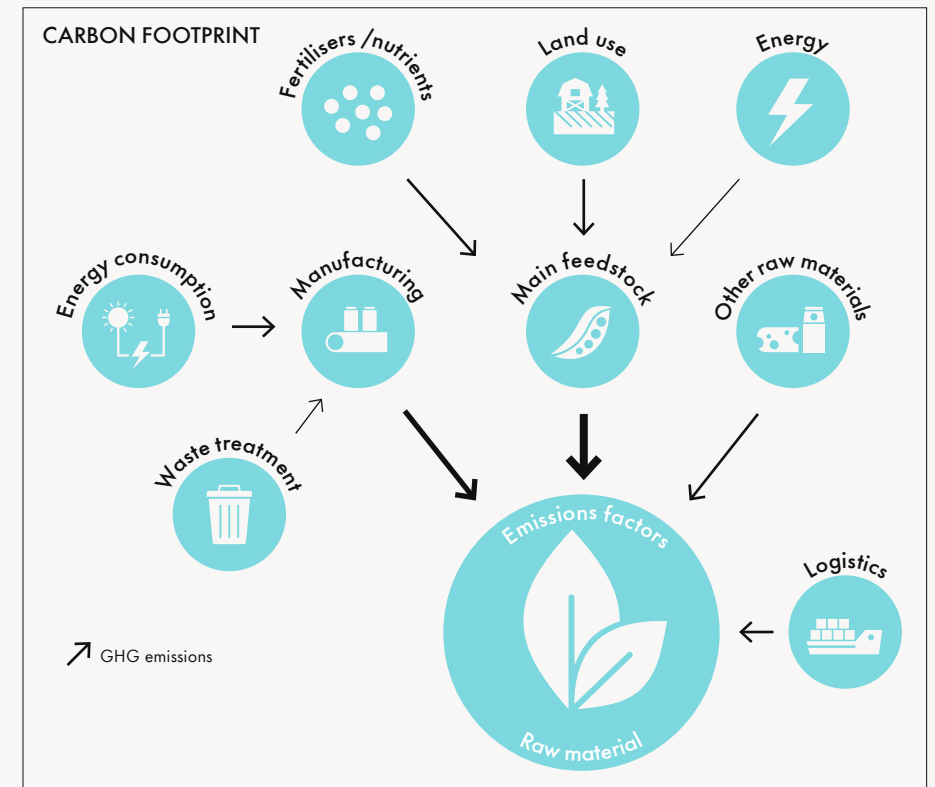 CARBON FOOTPRINT
Fertilisers /nutrients
Land use
Energy
Energy consumption
Manufacturing
Main feedstock
Other raw materials
Waste treatment
Emissions factors
Logistics
GHG emissions
Raw material